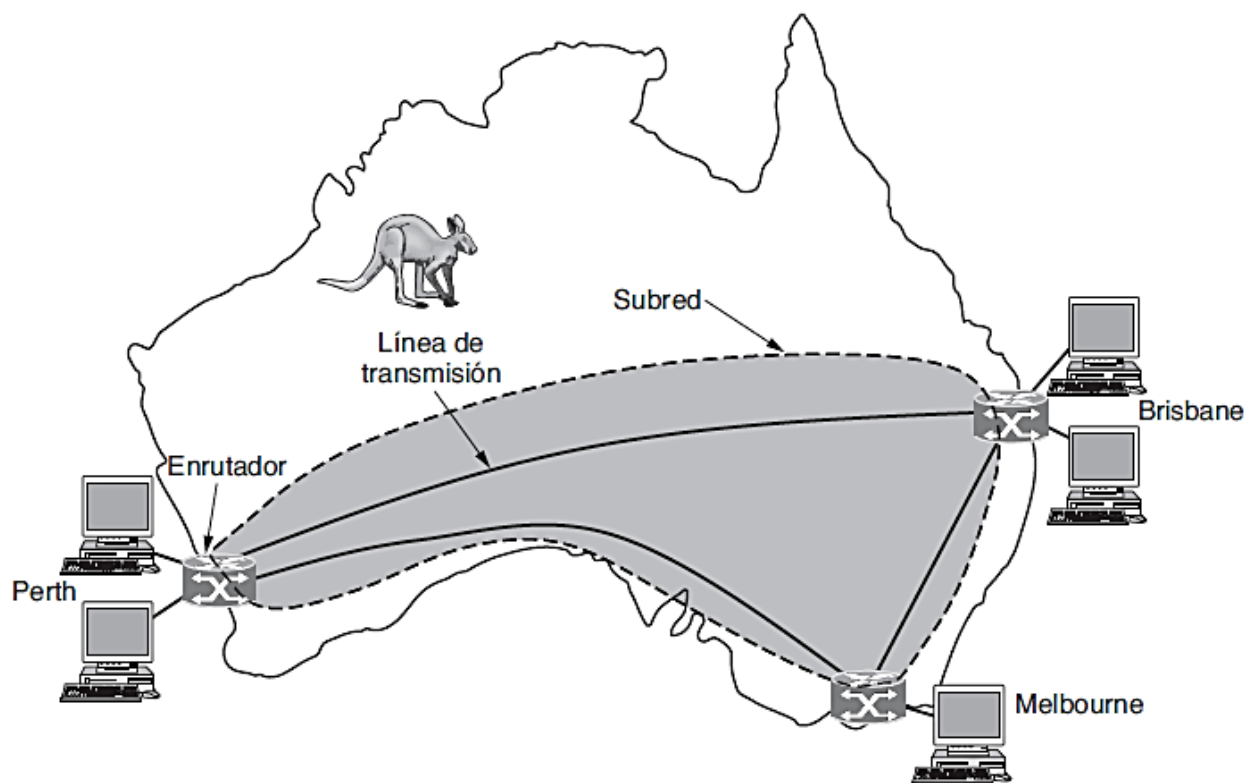 Subred
Línea de
transmisión
Brisbane
Enrutador
Perth
Melbourne